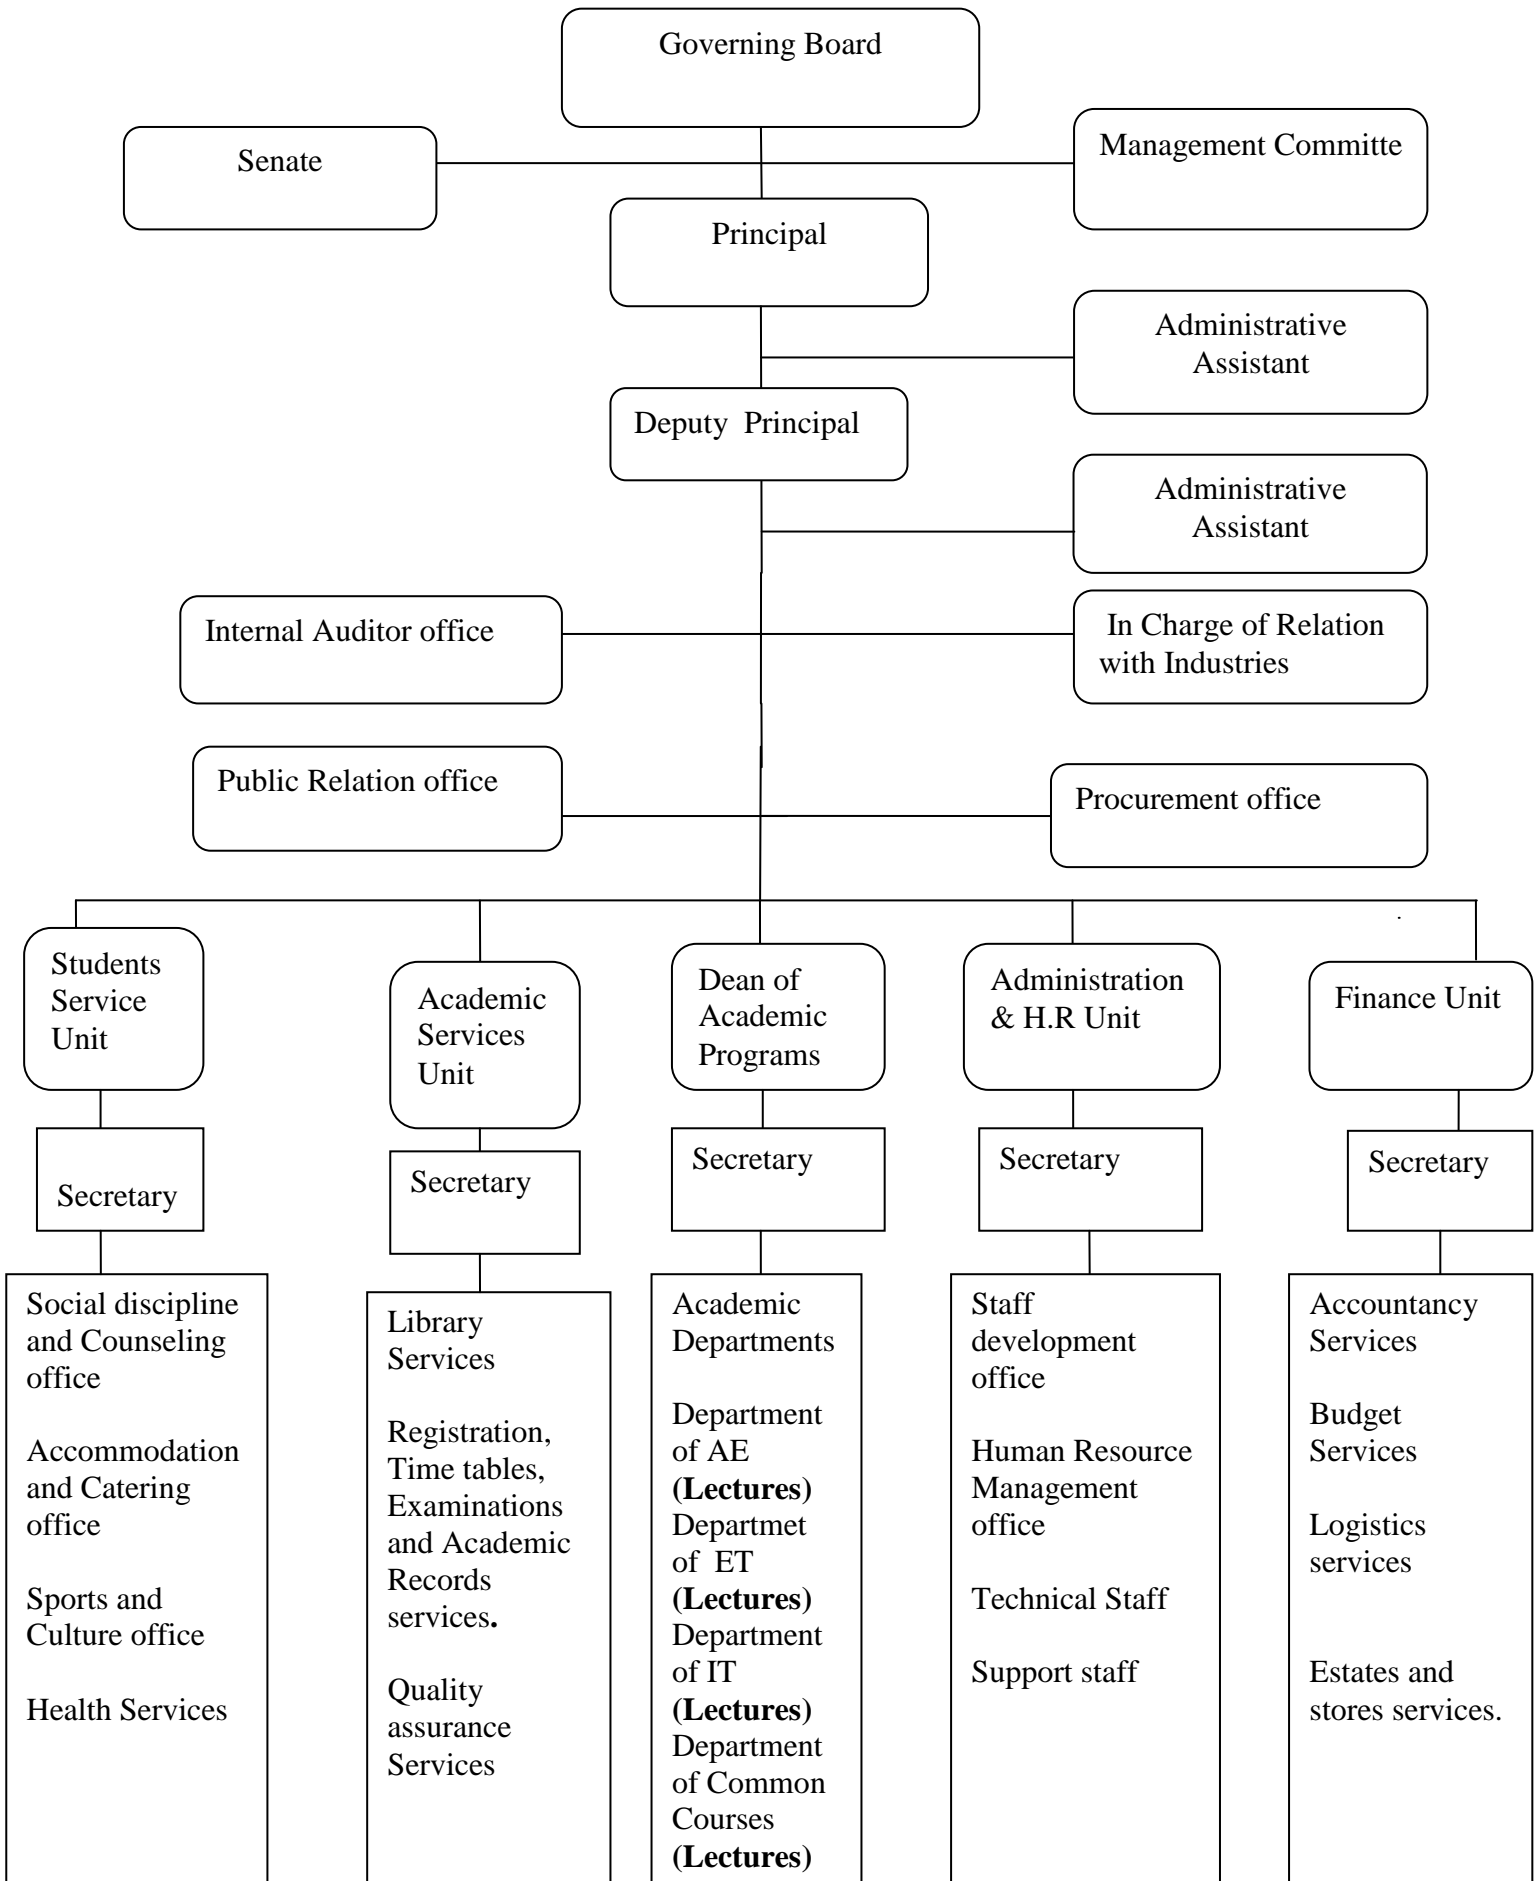 Governing Board
Senate
Management Committe
Principal
Administrative
Assistant
Deputy  Principal
Administrative
Assistant
Internal Auditor office
In Charge of Relation
with Industries
Public Relation office
Procurement office
Students
Service
Unit
Academic
Services
Unit
Dean of
Academic
Programs
Administration
& H.R Unit
Finance Unit
Secretary
Secretary
Secretary
Secretary
Secretary
Social discipline
and Counseling
office
Accommodation
and Catering
office
Sports and
Culture office
Health Services
Library
Services
Registration,
Time tables,
Examinations
and Academic
Records
services.
Quality
assurance
Services
Academic
Departments
Department
of AE
(Lectures)
Departmet
of  ET
(Lectures)
Department
of IT
(Lectures)
Department
of Common
Courses
(Lectures)
Staff
development
office
Human Resource
Management
office
Technical Staff
Support staff
Accountancy
Services
Budget
Services
Logistics
services
Estates and
stores services.